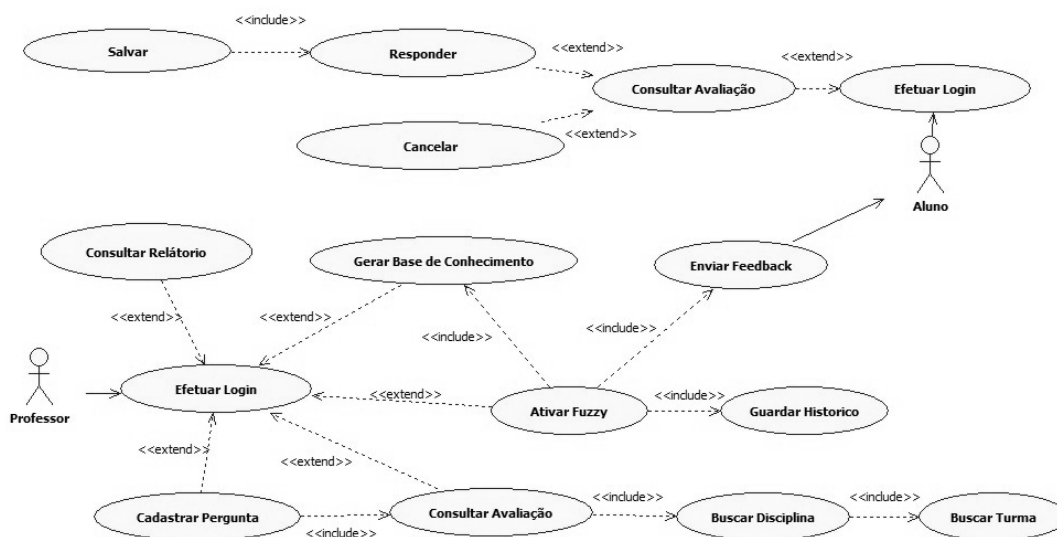 <<include>>
Salvar
Responder
<<extend>>
<<extend>>
Consultar Avaliação
Efetuar Login
<<extend>>
Cancelar
Aluno
Consultar Relátorio
Gerar Base de Conhecimento
Enviar Feedback
<<extend>>
<<extend>>
<<include>>
<<include>>
Professor
Efetuar Login
<<extend>>
Ativar Fuzzy
<<include>>
Guardar Historico
<<extend>>
<<extend>>
Cadastrar Pergunta
<<include>>
Consultar Avaliação
<<include>>
Buscar Disciplina
<<include>>
Buscar Turma